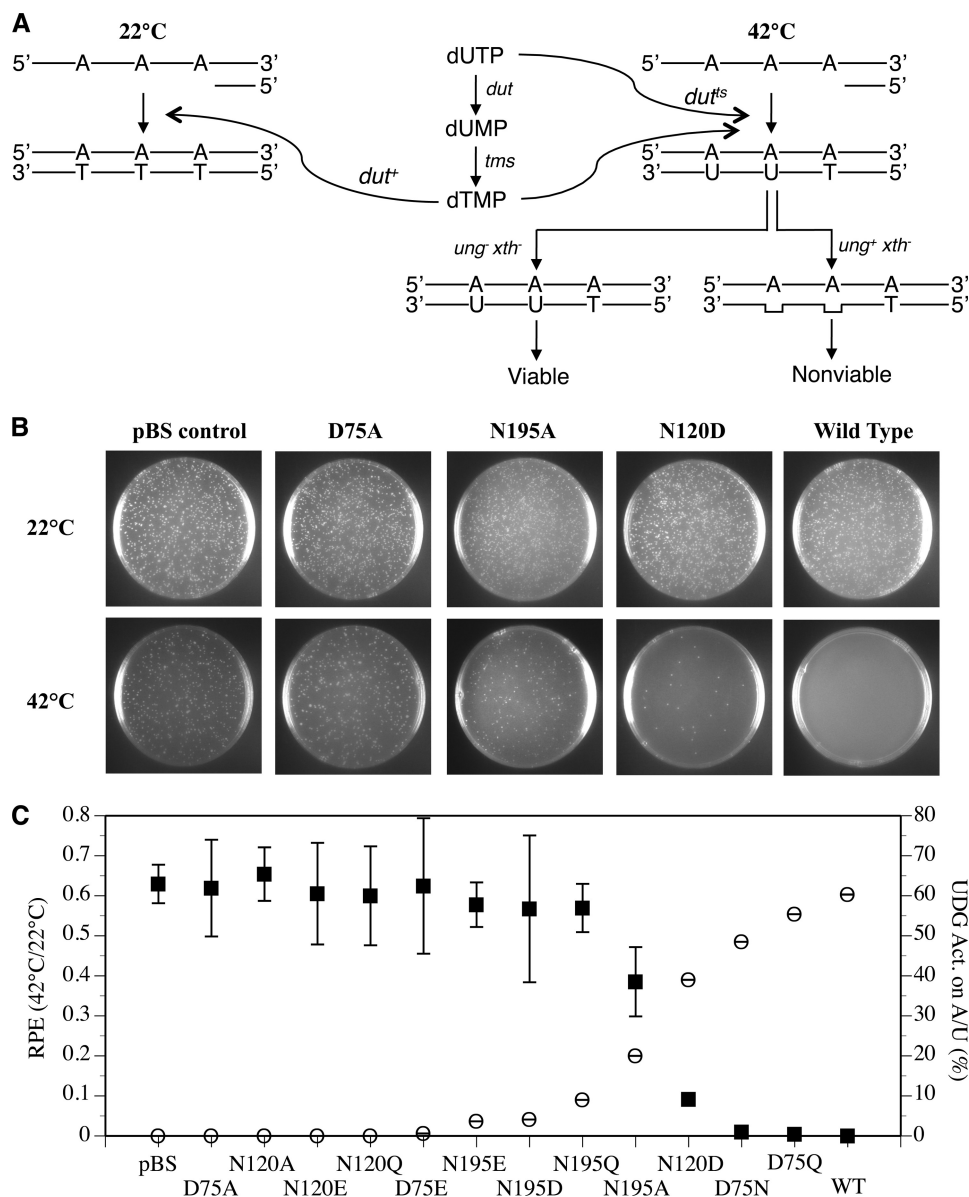 A
22°C
42°C
5’ A A A 3’
5’
dUTP
dut
dUMP
tms
dTMP
dut+
dutts
5’ A A A 3’
5’
5’ A A A 3’
3’ T T T 5’
5’ A A A 3’
3’ U U T 5’
ung- xth-
ung+ xth-
5’ A A A 3’
3’ U U T 5’
5’ A A A 3’
3’ T 5’
Viable
Nonviable
B
pBS control D75A N195A N120D Wild Type
22°C
42°C
C
RPE (42°C/22°C)
0.8
0.7
0.6
0.5
0.4
0.3
0.2
0.1
0
UDG Act. on A/U (%)
80
70
60
50
40
30
20
10
0
pBS N120A N120Q N195E N195Q N120D D75Q
D75A N120E D75E N195D N195A D75N WT